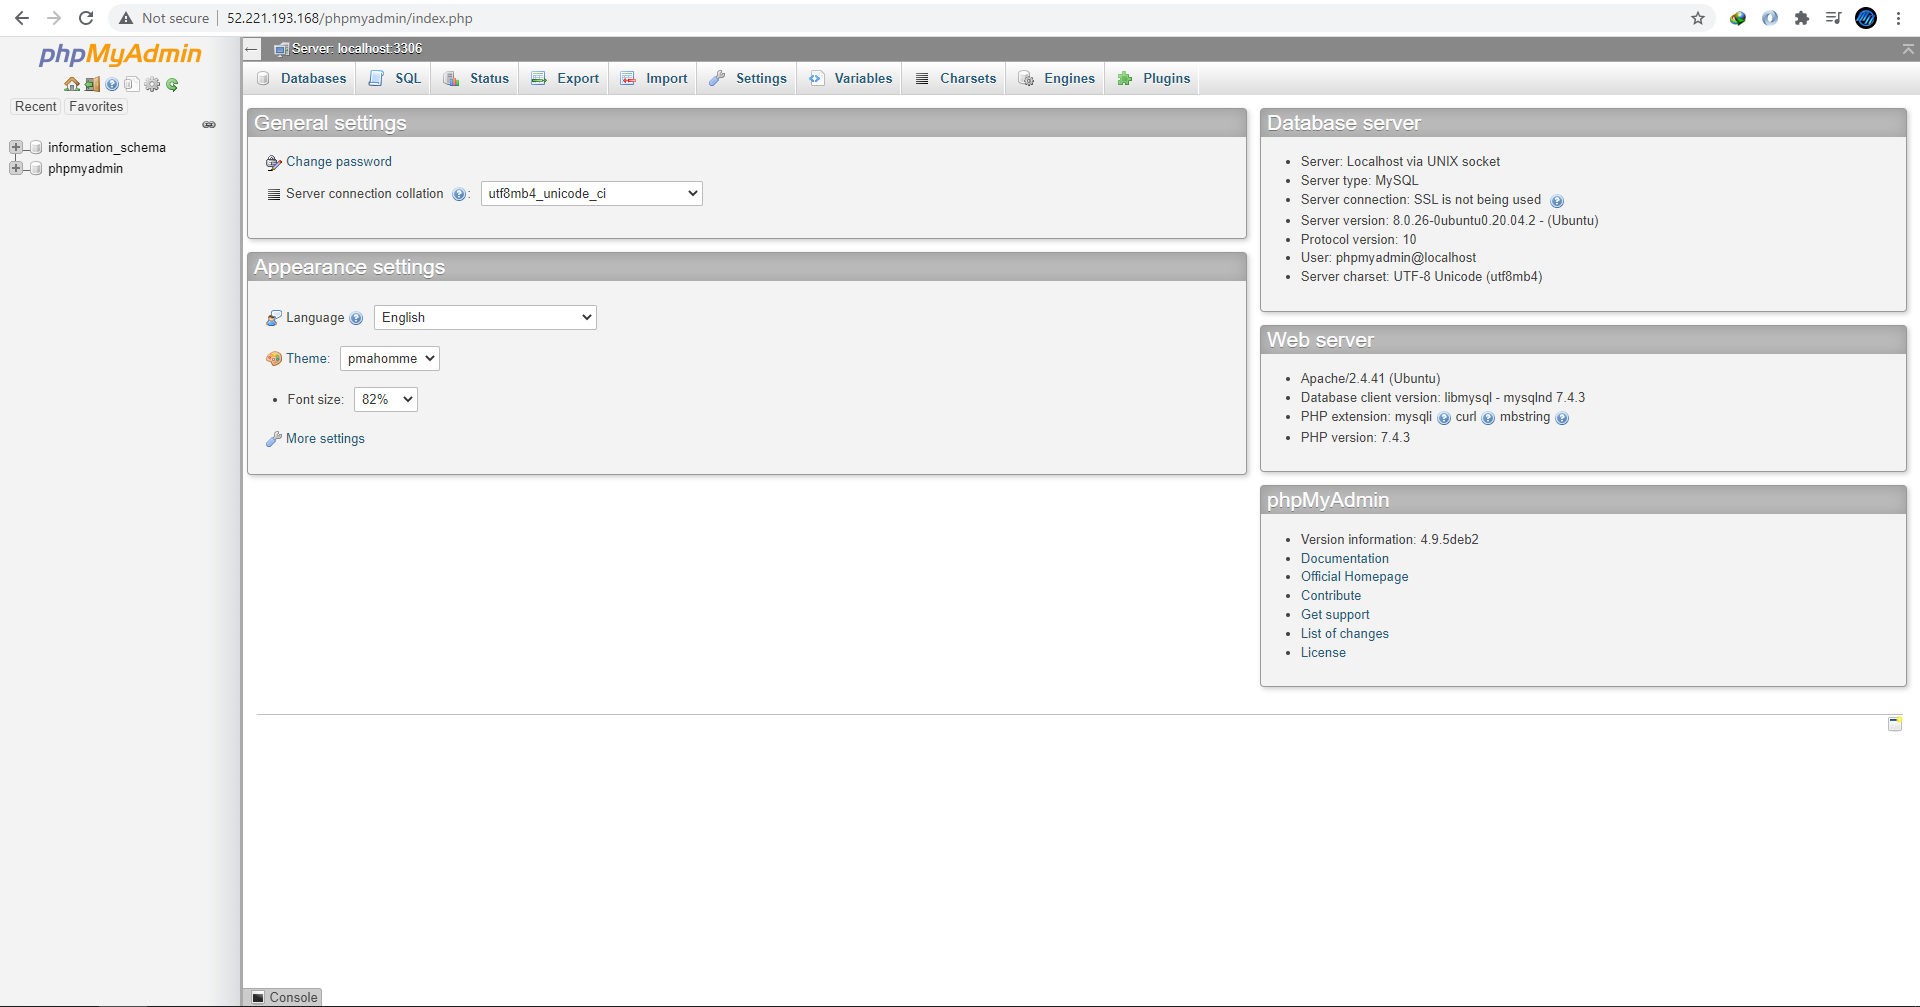 Not secure 52.221.193.168/phpmyadmin/index.php
phpMyAdmin
Recent Favorites
information_schema
phpmyadmin
Server: localhost:3306
Databases SQL Status Export Import Settings Variables Charsets Engines Plugins
General settings
Change password
Server connection collation : utf8mb4_unicode_ci
Appearance settings
Language English
Theme: pmahomme
Font size: 82%
More settings
Database server
Server: Localhost via UNIX socket
Server type: MySQL
Server connection: SSL is not being used
Server version: 8.0.26-0ubuntu0.20.04.2 - (Ubuntu)
Protocol version: 10
User: phpmyadmin@localhost
Server charset: UTF-8 Unicode (utf8mb4)
Web server
Apache/2.4.41 (Ubuntu)
Database client version: libmysql - mysqlnd 7.4.3
PHP extension: mysqli curl mbstring
PHP version: 7.4.3
phpMyAdmin
Version information: 4.9.5deb2
Documentation
Official Homepage
Contribute
Get support
List of changes
License
Console